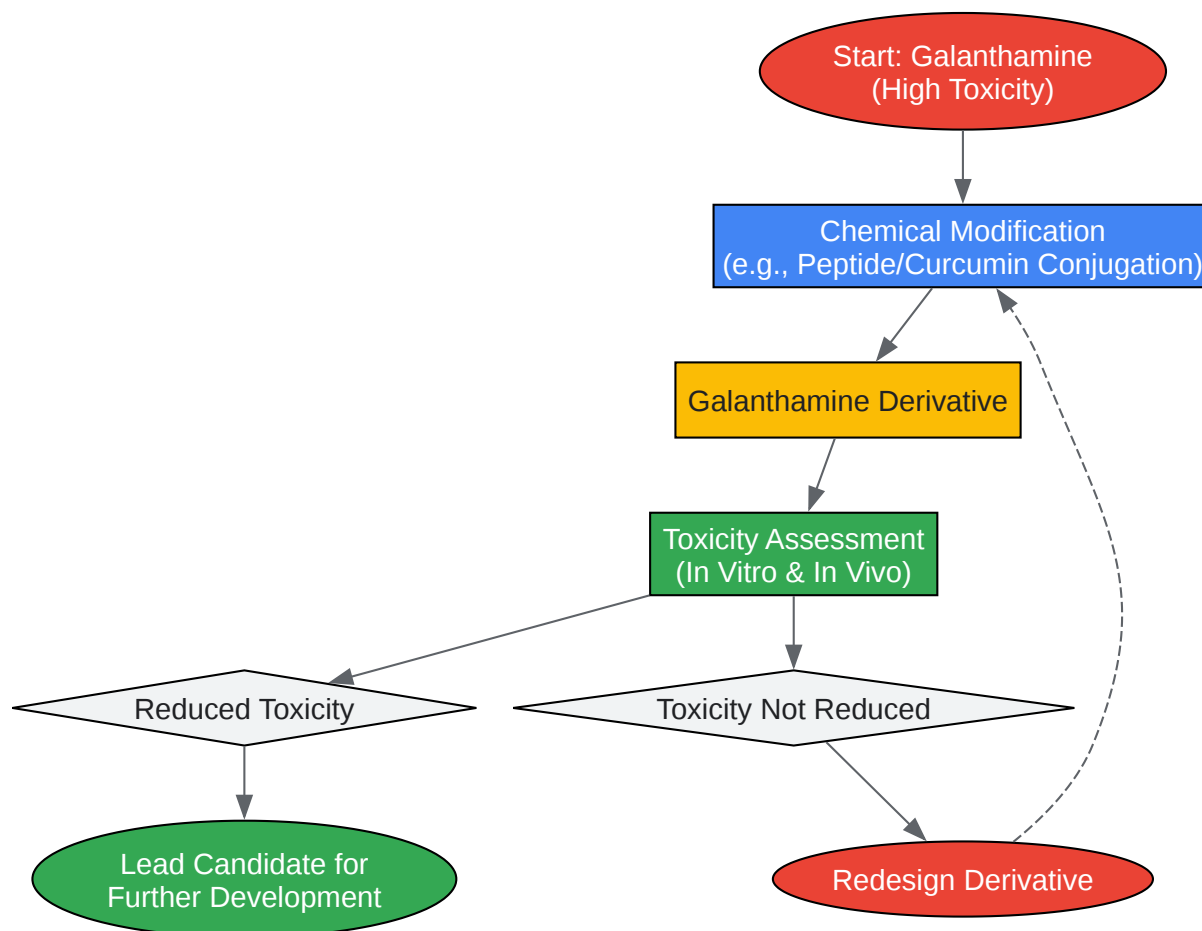 Start: Galanthamine
(High Toxicity)
Chemical Modification
(e.g., Peptide/Curcumin Conjugation)
Galanthamine Derivative
Toxicity Assessment
(In Vitro & In Vivo)
Reduced Toxicity
Toxicity Not Reduced
Lead Candidate for
Further Development
Redesign Derivative